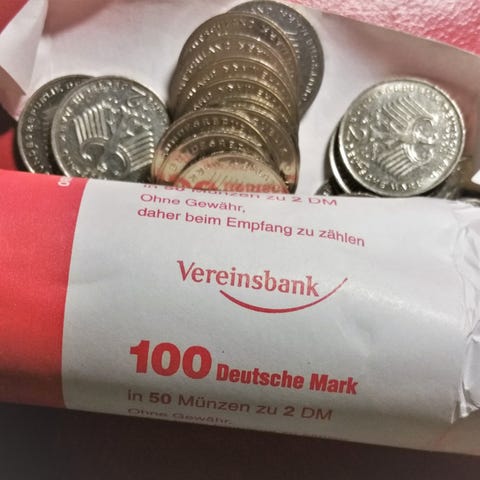 in 50 Münzen zu 2 DM
Ohne Gewähr,
daher beim Empfang zu zählen
Vereinsbank
100 Deutsche Mark
in 50 Münzen zu 2 DM
Ohne Gewähr,